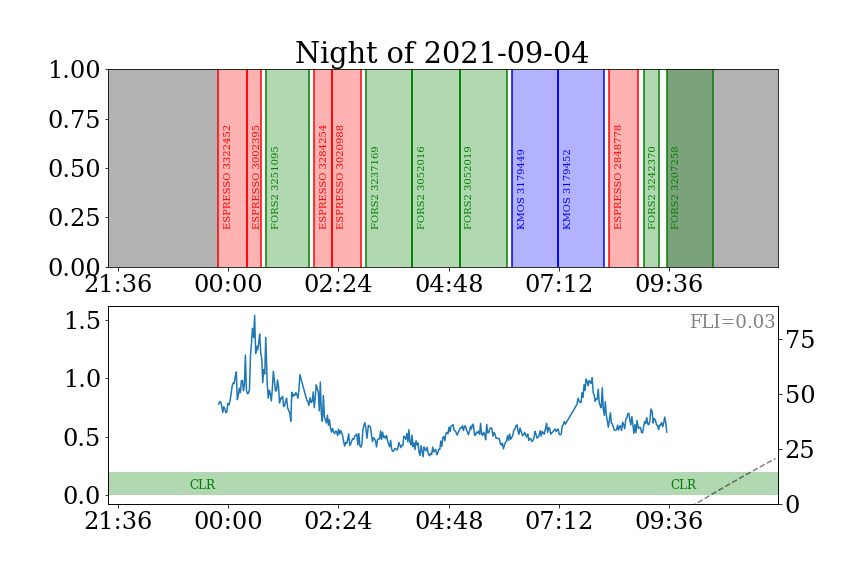 Night of 2021-09-04
1.00
0.75
0.50
0.25
0.00
ESPRESSO 3322452
ESPRESSO 3002395
FORS2 3251095
ESPRESSO 3284254
ESPRESSO 3020988
FORS2 3237169
FORS2 3052016
FORS2 3052019
KMOS 3179449
KMOS 3179452
ESPRESSO 2848778
FORS2 3242370
FORS2 3207258
21:36 00:00 02:24 04:48 07:12 09:36
1.5
1.0
0.5
0.0
FLI=0.03
75
50
25
0
CLR CLR
21:36 00:00 02:24 04:48 07:12 09:36